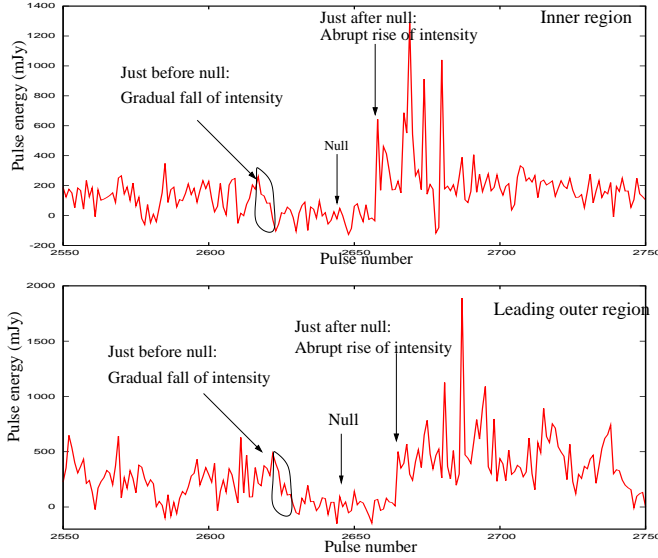 Just after null:
Abrupt rise of intensity
Inner region
Just before null:
Gradual fall of intensity
Null
Pulse energy (mJy)
1400
1200
1000
800
600
400
200
0
-200
2550
2600
2650
2700
2750
Pulse number
Leading outer region
Just after null:
Abrupt rise of intensity
Just before null:
Gradual fall of intensity
Null
Pulse energy (mJy)
2000
1500
1000
500
0
2550
2600
2650
2700
2750
Pulse number